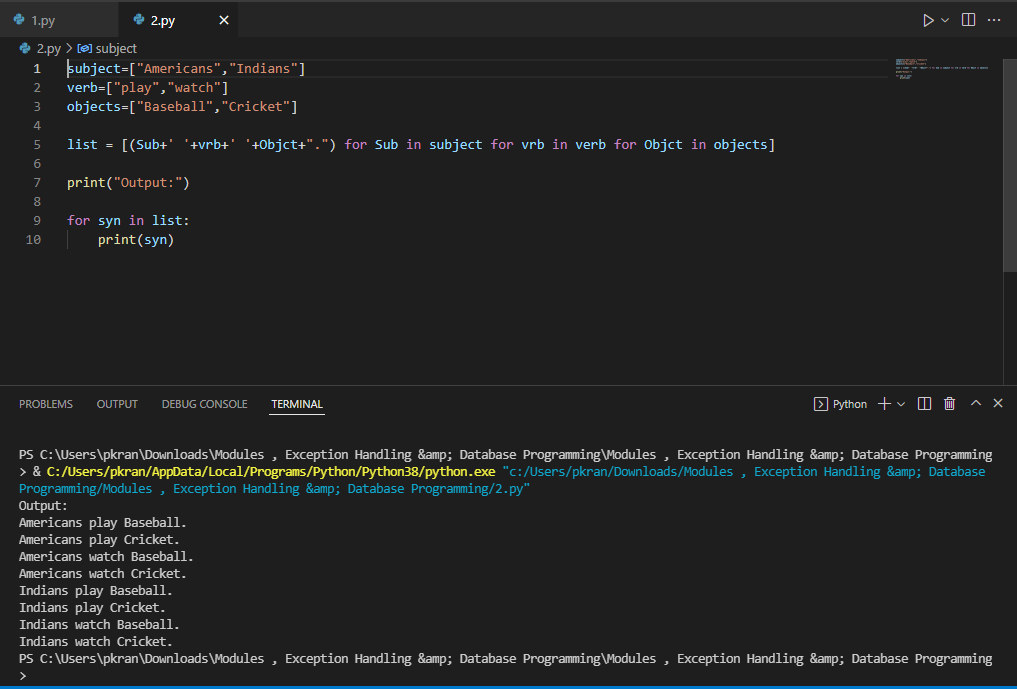 1.py 2.py
2.py > subject
1 subject=["Americans","Indians"]
2 verb=["play","watch"]
3 objects=["Baseball","Cricket"]
4
5 list = [(Sub+' '+vrb+' '+Objct+".") for Sub in subject for vrb in verb for Objct in objects]
6
7 print("Output:")
8
9 for syn in list:
10     print(syn)
PROBLEMS OUTPUT DEBUG CONSOLE TERMINAL Python
PS C:\Users\pkran\Downloads\Modules , Exception Handling &amp; Database Programming\Modules , Exception Handling &amp; Database Programming
> & C:/Users/pkran/AppData/Local/Programs/Python/Python38/python.exe "c:/Users/pkran/Downloads/Modules , Exception Handling &amp; Database
Programming/Modules , Exception Handling &amp; Database Programming/2.py"
Output:
Americans play Baseball.
Americans play Cricket.
Americans watch Baseball.
Americans watch Cricket.
Indians play Baseball.
Indians play Cricket.
Indians watch Baseball.
Indians watch Cricket.
PS C:\Users\pkran\Downloads\Modules , Exception Handling &amp; Database Programming\Modules , Exception Handling &amp; Database Programming
>